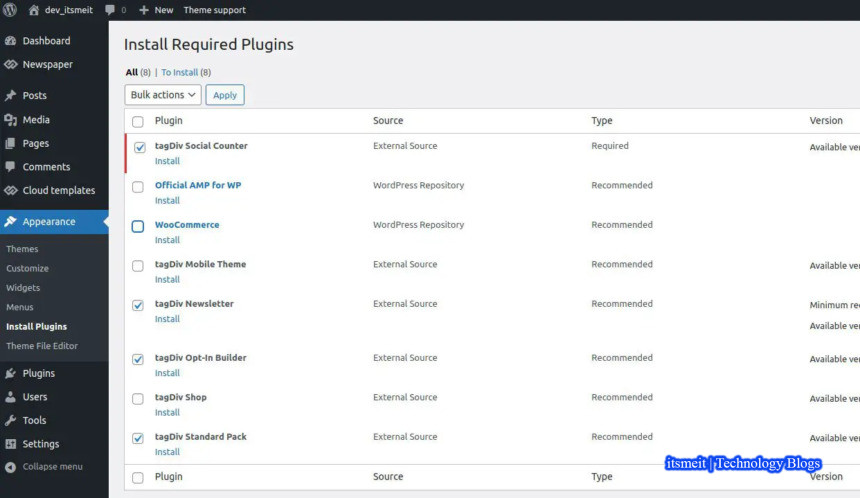 dev_itsmeit 0 New Theme support
Dashboard
Newspaper
Posts
Media
Pages
Comments
Cloud templates
Appearance
Themes
Customize
Widgets
Menus
Install Plugins
Theme File Editor
Plugins
Users
Tools
Settings
Collapse menu
Install Required Plugins
All (8) | To Install (8)
Bulk actions Apply
Plugin Source Type Version
tagDiv Social Counter External Source Required Available ver
Install
Official AMP for WP WordPress Repository Recommended
Install
WooCommerce WordPress Repository Recommended
Install
tagDiv Mobile Theme External Source Recommended Available ver
Install
tagDiv Newsletter External Source Recommended Minimum rec
Install
Available ver
tagDiv Opt-In Builder External Source Recommended Available ver
Install
tagDiv Shop External Source Recommended Available ver
Install
tagDiv Standard Pack External Source Recommended Available ver
Install
itsmeit | Technology Blogs
Plugin Source Type Version